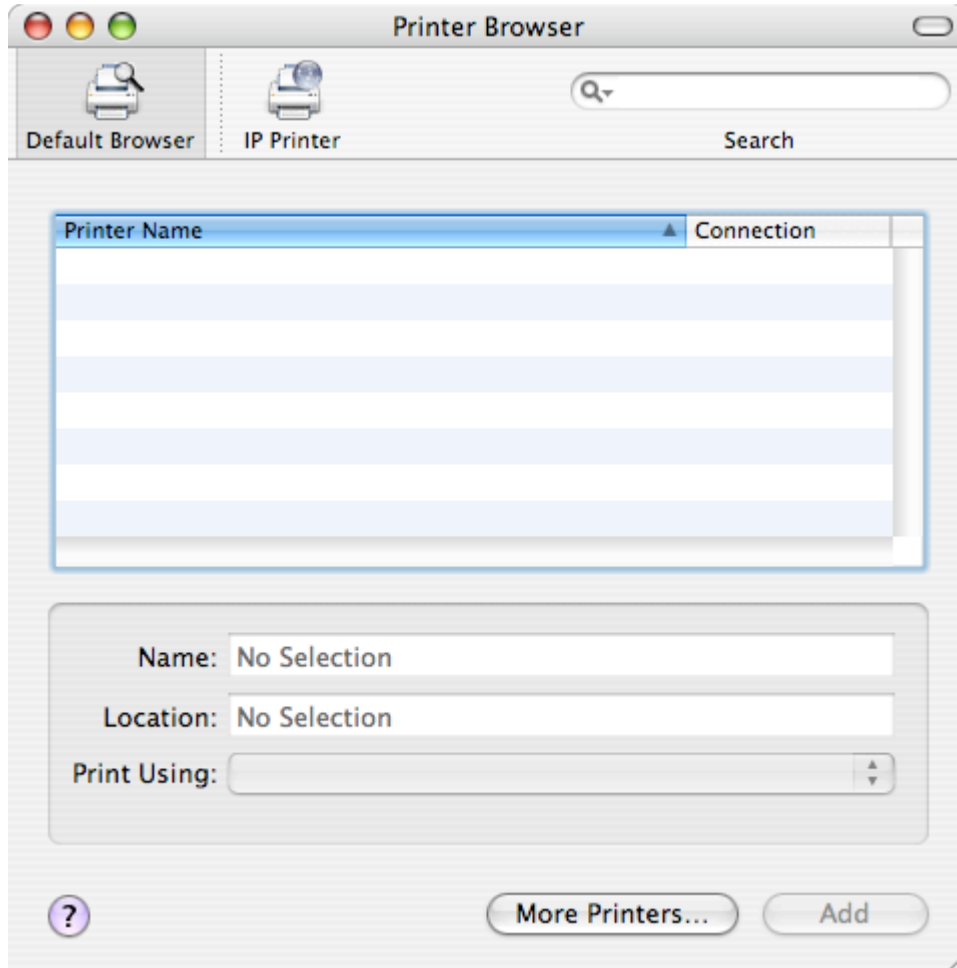 Printer Browser
Default Browser
IP Printer
Search
Printer Name
Connection
Name: No Selection
Location: No Selection
Print Using:
?
More Printers...
Add